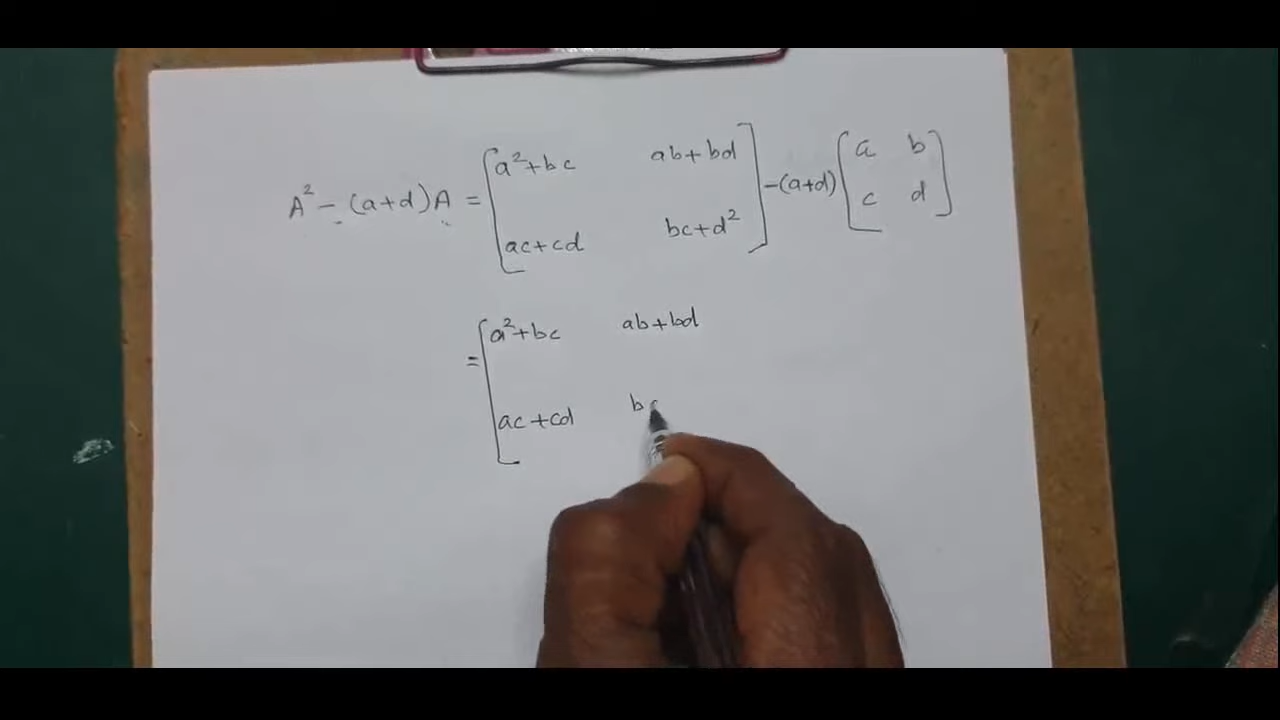 A² - (a+d)A = [a²+bc ab+bd] -(a+d) [a b]
[ac+cd bc+d²] [c d]
= [a²+bc ab+bd
[ac+cd bc